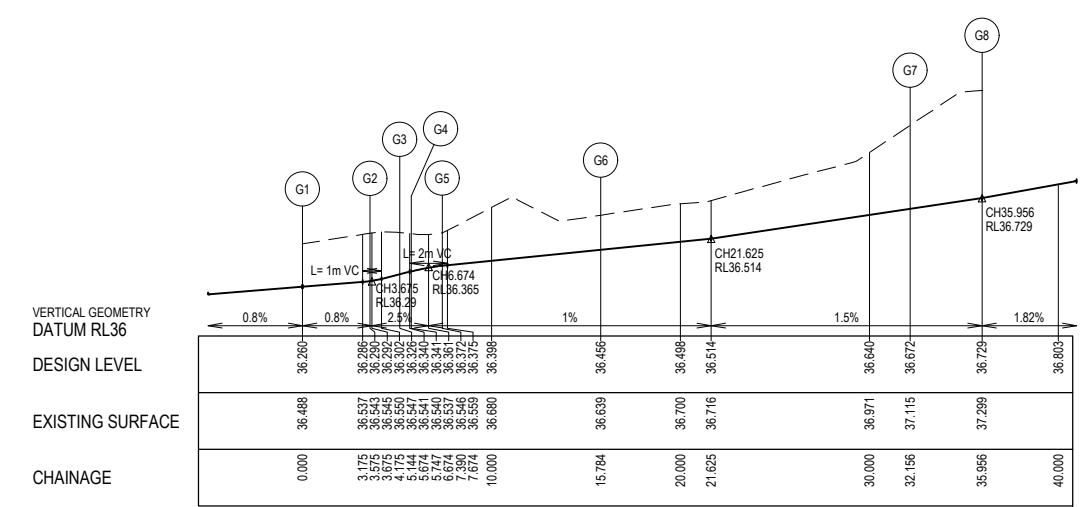 G8
G7
G4
G3
G6
G2
G5
G1
CH35.956
RL36.729
CH21.625
RL36.514
L= 2m VC
L= 1m VC
CH6.674
RL36.365
CH3.675
RL36.29
VERTICAL GEOMETRY
DATUM RL36
0.8% 0.8% 2.5% 1% 1.5% 1.82%
DESIGN LEVEL 36.260 36.286 36.290 36.292 36.302 36.326 36.340 36.341 36.361 36.372 36.375 36.398 36.456 36.498 36.514 36.640 36.672 36.729 36.803
EXISTING SURFACE 36.488 36.537 36.543 36.545 36.550 36.547 36.541 36.540 36.537 36.546 36.559 36.680 36.639 36.700 36.716 36.971 37.115 37.299
CHAINAGE 0.000 3.175 3.575 3.675 4.175 5.144 5.674 5.747 6.674 7.390 7.674 10.000 15.784 20.000 21.625 30.000 32.156 35.956 40.000